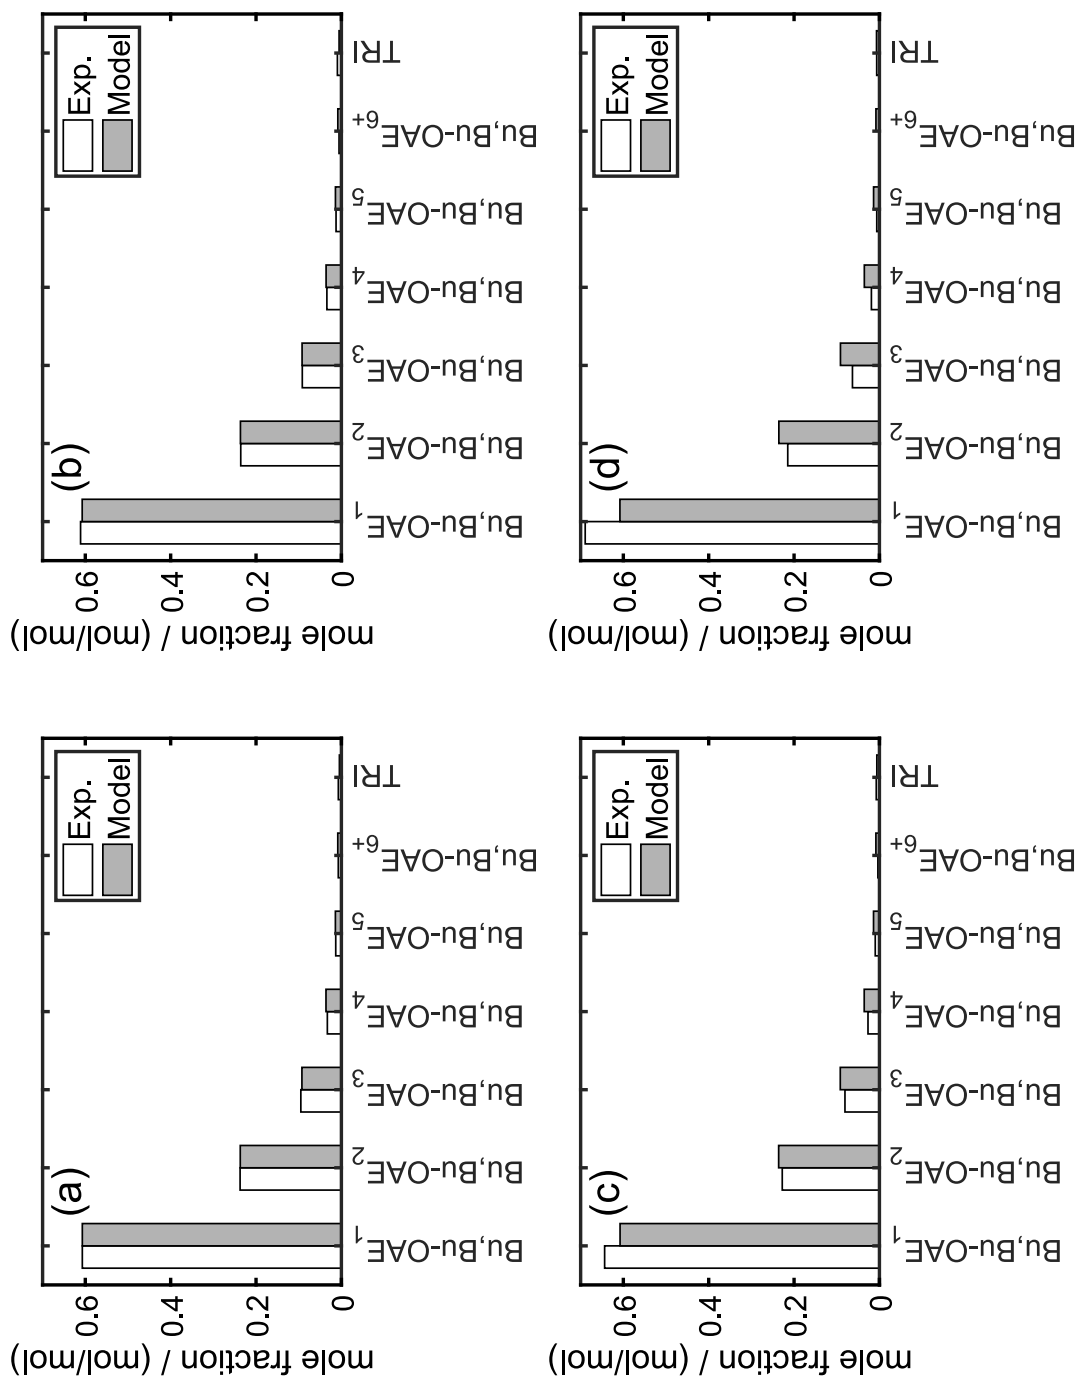 (a)
Exp.
Model
mole fraction / (mol/mol)
0.6
0.4
0.2
0
Bu,Bu-OAE1
Bu,Bu-OAE2
Bu,Bu-OAE3
Bu,Bu-OAE4
Bu,Bu-OAE5
Bu,Bu-OAE6+
TRI
(b)
Exp.
Model
mole fraction / (mol/mol)
0.6
0.4
0.2
0
Bu,Bu-OAE1
Bu,Bu-OAE2
Bu,Bu-OAE3
Bu,Bu-OAE4
Bu,Bu-OAE5
Bu,Bu-OAE6+
TRI
(c)
Exp.
Model
mole fraction / (mol/mol)
0.6
0.4
0.2
0
Bu,Bu-OAE1
Bu,Bu-OAE2
Bu,Bu-OAE3
Bu,Bu-OAE4
Bu,Bu-OAE5
Bu,Bu-OAE6+
TRI
(d)
Exp.
Model
mole fraction / (mol/mol)
0.6
0.4
0.2
0
Bu,Bu-OAE1
Bu,Bu-OAE2
Bu,Bu-OAE3
Bu,Bu-OAE4
Bu,Bu-OAE5
Bu,Bu-OAE6+
TRI